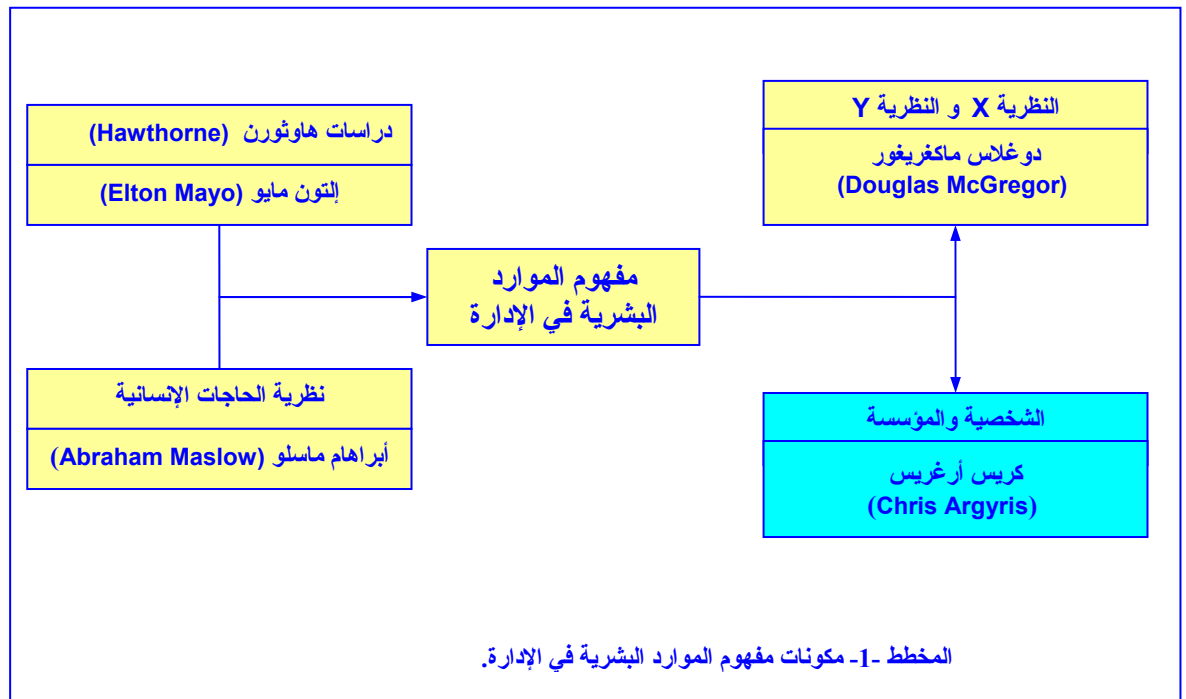 النظرية X و النظرية Y
دوغلاس ماكغريغور
(Douglas McGregor)
دراسات هاوثورن (Hawthorne)
إلتون مايو (Elton Mayo)
مفهوم الموارد
البشرية في الإدارة
نظرية الحاجات الإنسانية
أبراهام ماسلو (Abraham Maslow)
الشخصية والمؤسسة
كريس أرغريس
(Chris Argyris)
المخطط -1- مكونات مفهوم الموارد البشرية في الإدارة.